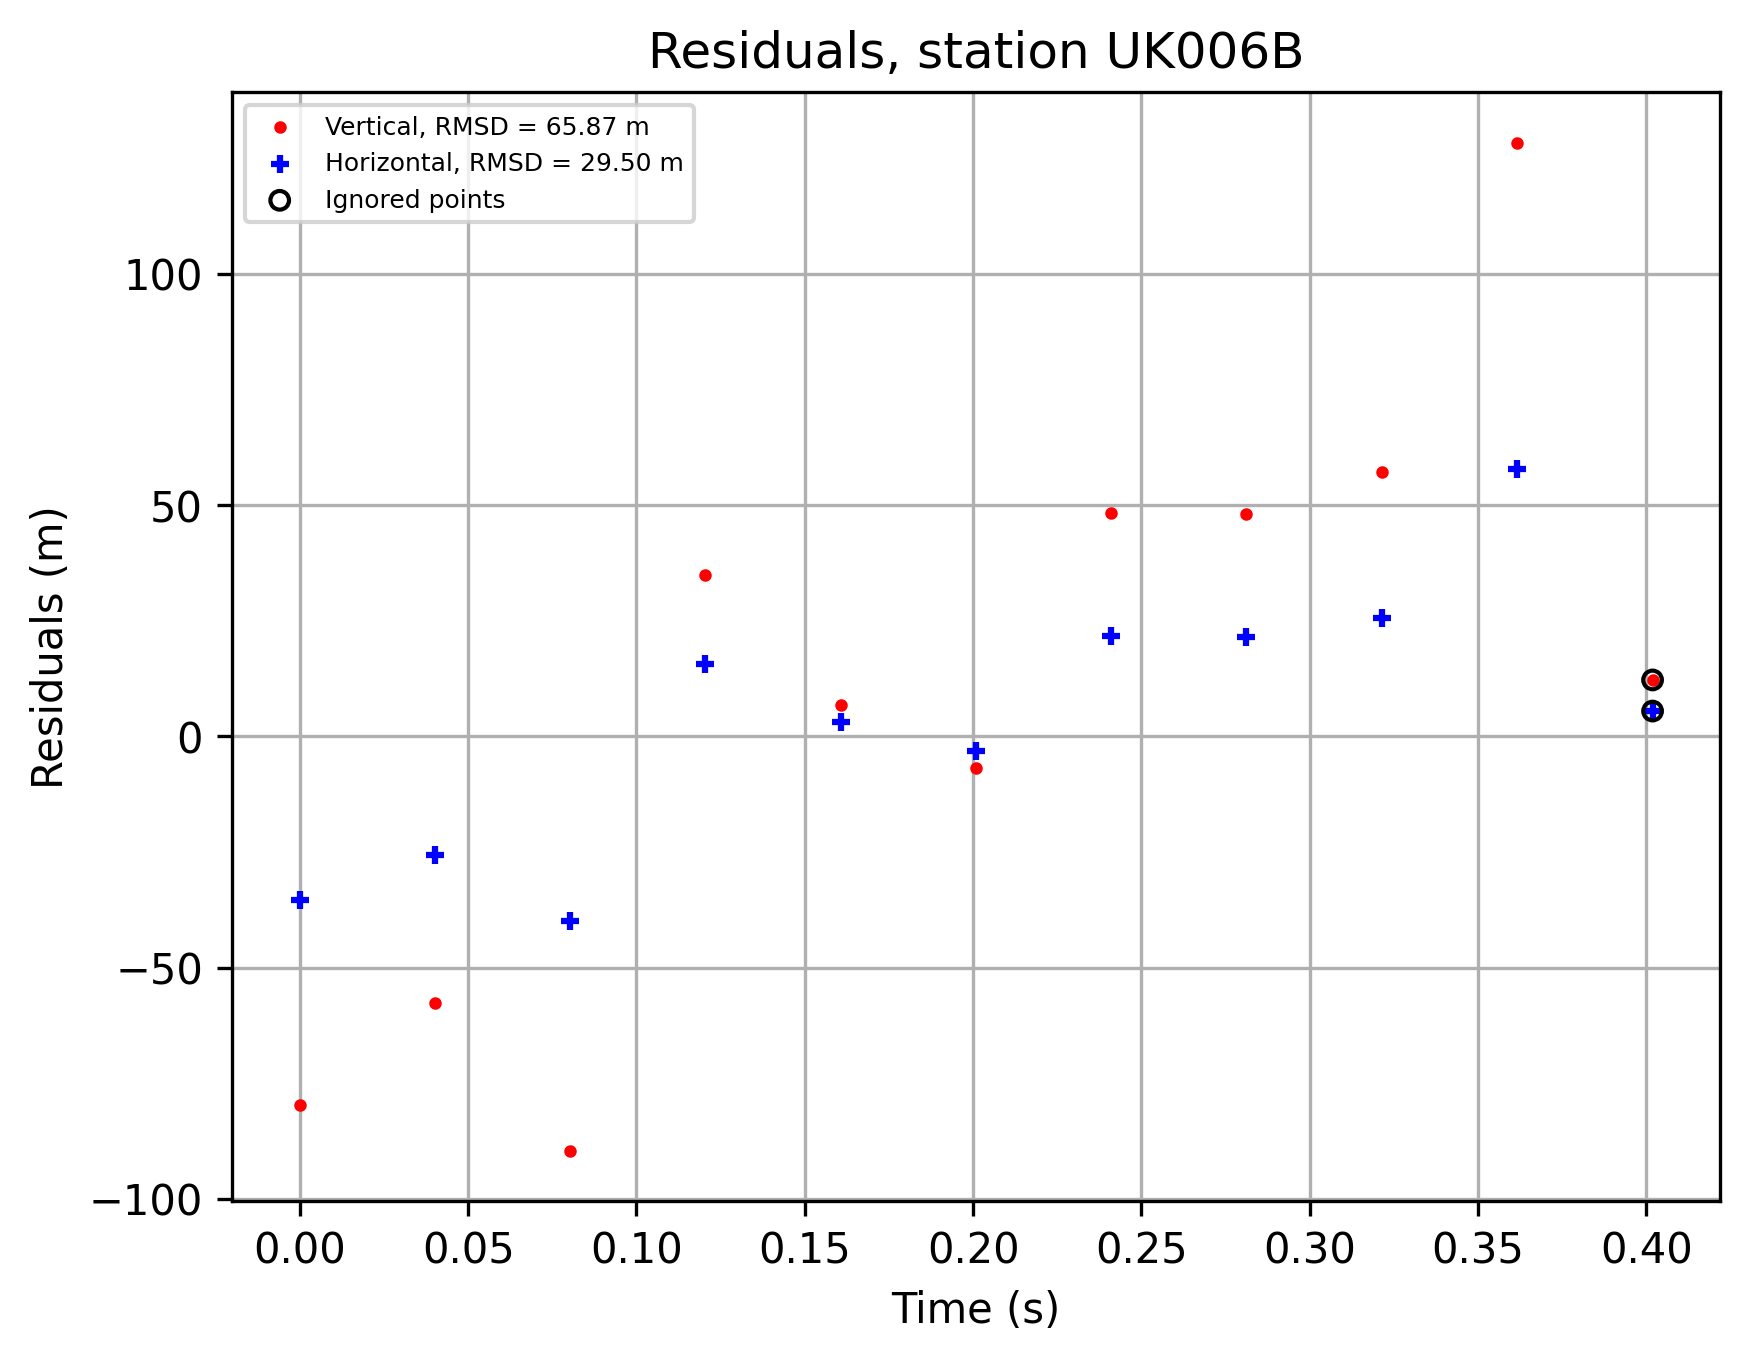 Residuals, station UK006B
Vertical, RMSD = 65.87 m
Horizontal, RMSD = 29.50 m
Ignored points
Residuals (m)
100
50
0
−50
−100
0.00 0.05 0.10 0.15 0.20 0.25 0.30 0.35 0.40
Time (s)